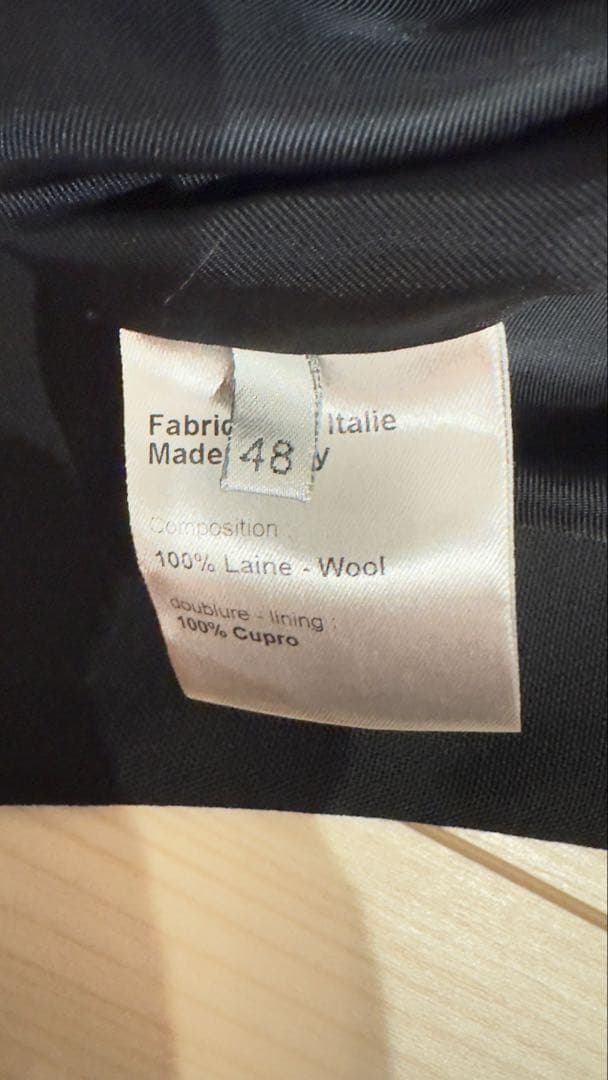 Fabric Italie
Made y
48
Composition
100% Laine - Wool
doublure - lining :
100% Cupro